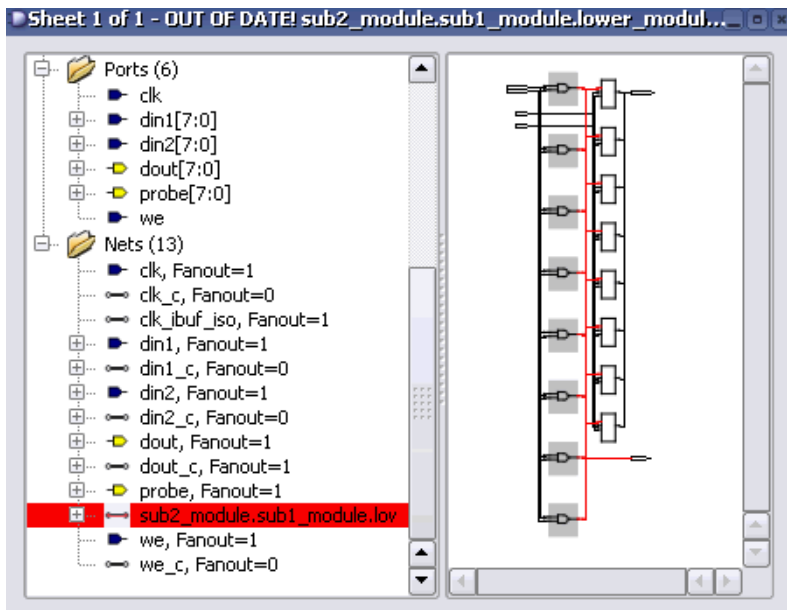 Sheet 1 of 1 - OUT OF DATE! sub2_module.sub1_module.lower_modul...
Ports (6)
clk
din1[7:0]
din2[7:0]
dout[7:0]
probe[7:0]
we
Nets (13)
clk, Fanout=1
clk_c, Fanout=0
clk_ibuf_iso, Fanout=1
din1, Fanout=1
din1_c, Fanout=0
din2, Fanout=1
din2_c, Fanout=0
dout, Fanout=1
dout_c, Fanout=1
probe, Fanout=1
sub2_module.sub1_module.lov
we, Fanout=1
we_c, Fanout=0